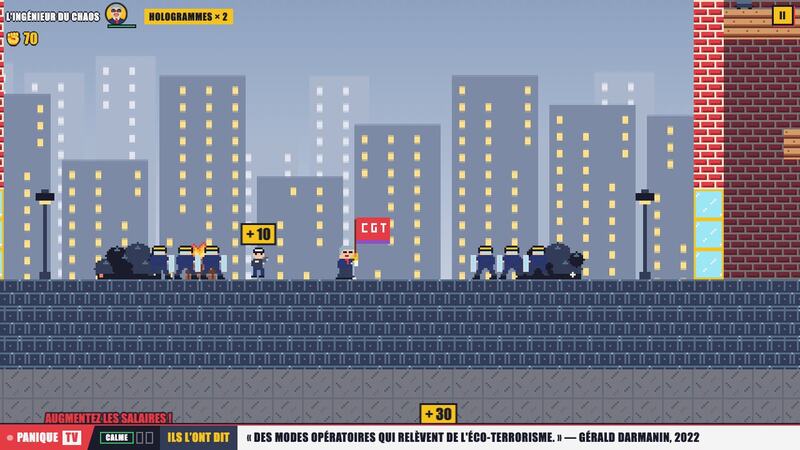 L'INGÉNIEUR DU CHAOS
HOLOGRAMMES × 2
70
+10
CGT
AUGMENTEZ LES SALAIRES !
+30
PANIQUE TV
CALME
ILS L'ONT DIT
« DES MODES OPÉRATOIRES QUI RELÈVENT DE L'ÉCO-TERRORISME. » — GÉRALD DARMANIN, 2022